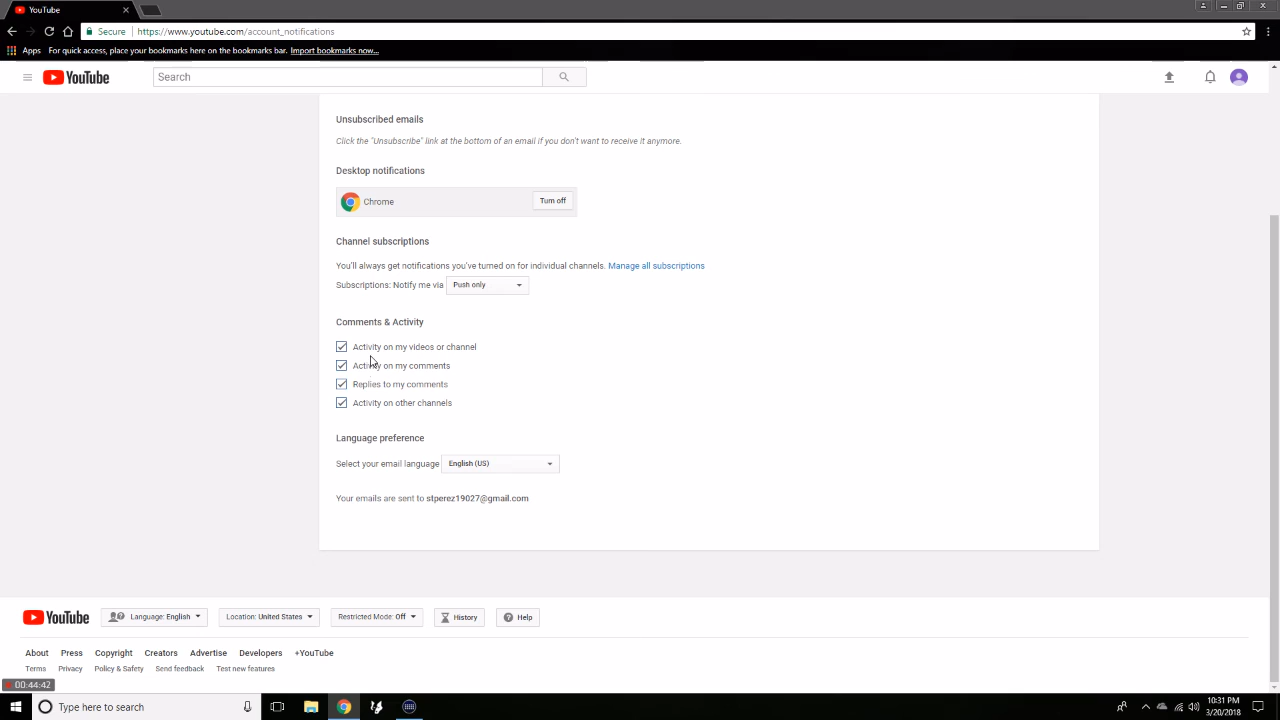 YouTube
Secure https://www.youtube.com/account_notifications
Apps For quick access, place your bookmarks here on the bookmarks bar. Import bookmarks now...
YouTube
Search
Unsubscribed emails
Click the "Unsubscribe" link at the bottom of an email if you don't want to receive it anymore.
Desktop notifications
Chrome Turn off
Channel subscriptions
You'll always get notifications you've turned on for individual channels. Manage all subscriptions
Subscriptions: Notify me via Push only
Comments & Activity
Activity on my videos or channel
Activity on my comments
Replies to my comments
Activity on other channels
Language preference
Select your email language English (US)
Your emails are sent to stperez19027@gmail.com
YouTube Language: English Location: United States Restricted Mode: Off History Help
About Press Copyright Creators Advertise Developers +YouTube
Terms Privacy Policy & Safety Send feedback Test new features
00:44:42
Type here to search
10:31 PM
3/20/2018